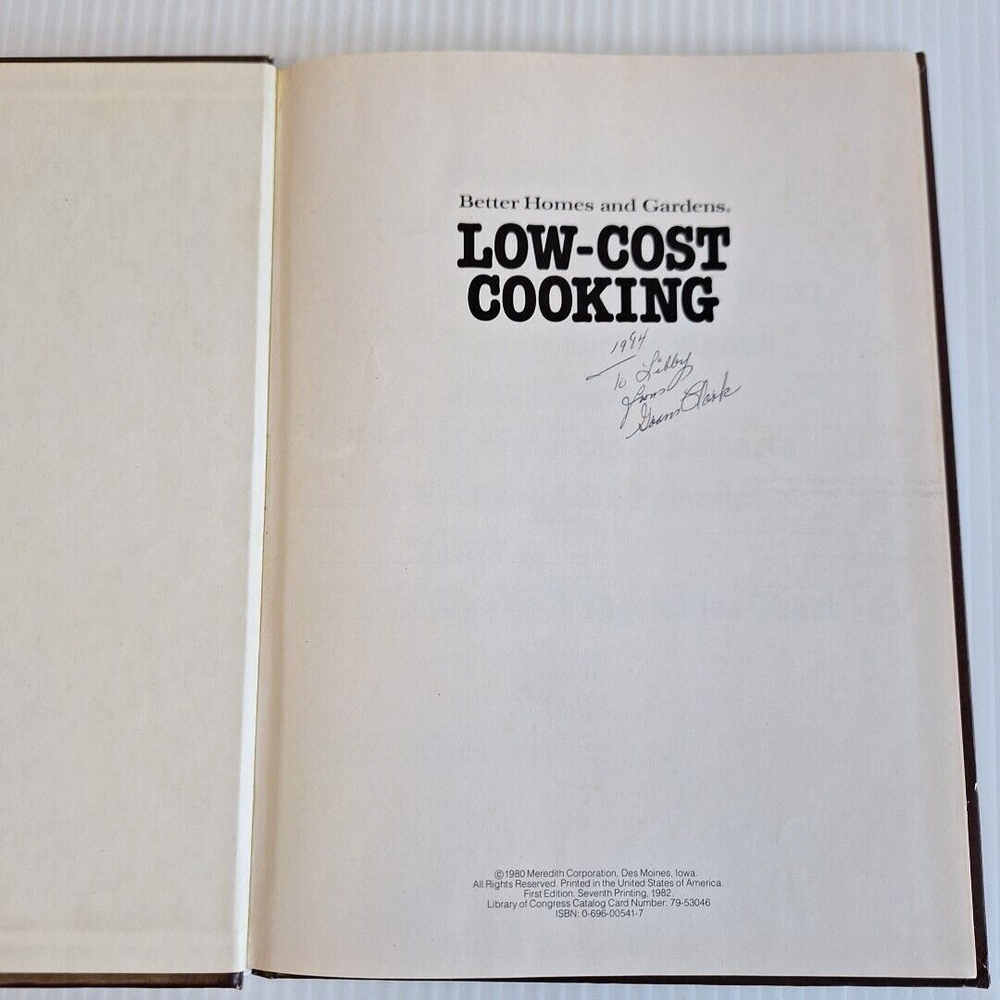 Better Homes and Gardens®
LOW-COST
COOKING
1994
To Libby
from
Gram Clark
©1980 Meredith Corporation, Des Moines, Iowa.
All Rights Reserved. Printed in the United States of America.
First Edition. Seventh Printing, 1982.
Library of Congress Catalog Card Number: 79-53046
ISBN: 0-696-00541-7